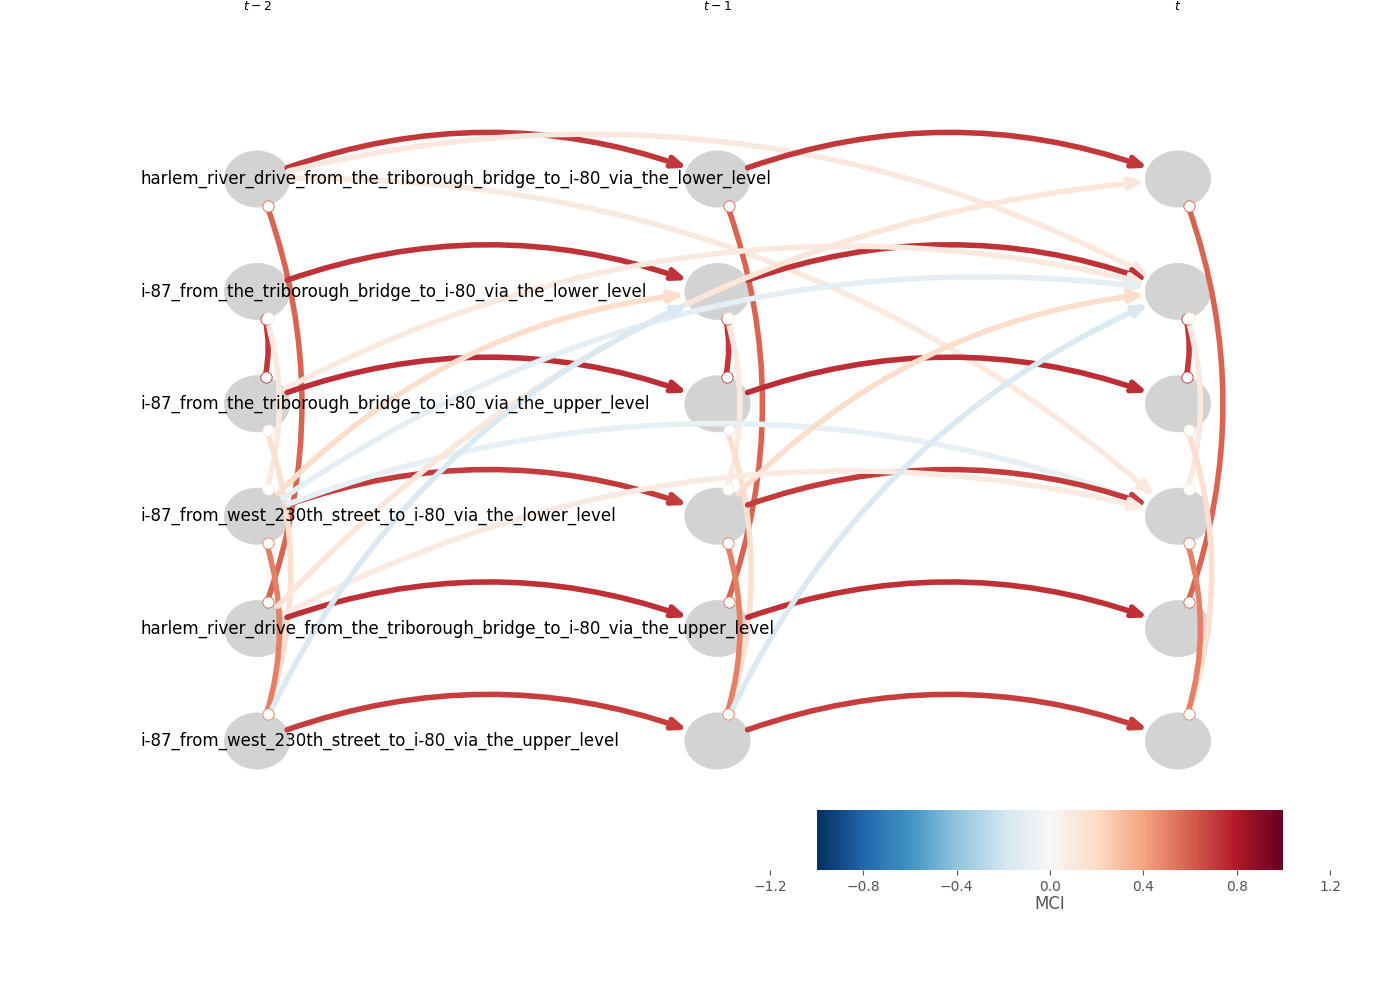 t − 2 t − 1 t
harlem_river_drive_from_the_triborough_bridge_to_i-80_via_the_lower_level
i-87_from_the_triborough_bridge_to_i-80_via_the_lower_level
i-87_from_the_triborough_bridge_to_i-80_via_the_upper_level
i-87_from_west_230th_street_to_i-80_via_the_lower_level
harlem_river_drive_from_the_triborough_bridge_to_i-80_via_the_upper_level
i-87_from_west_230th_street_to_i-80_via_the_upper_level
−1.2 −0.8 −0.4 0.0 0.4 0.8 1.2
MCI